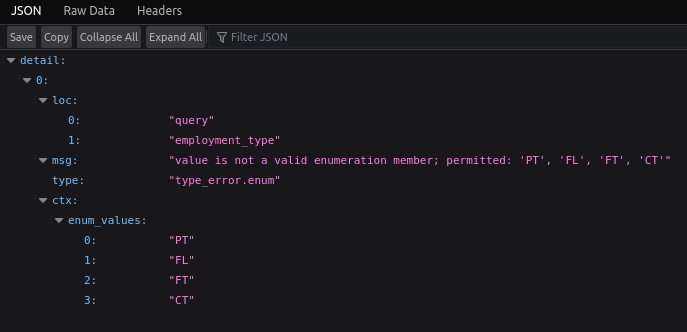 JSON Raw Data Headers
Save Copy Collapse All Expand All Filter JSON
detail:
0:
loc:
0: "query"
1: "employment_type"
msg: "value is not a valid enumeration member; permitted: 'PT', 'FL', 'FT', 'CT'"
type: "type_error.enum"
ctx:
enum_values:
0: "PT"
1: "FL"
2: "FT"
3: "CT"